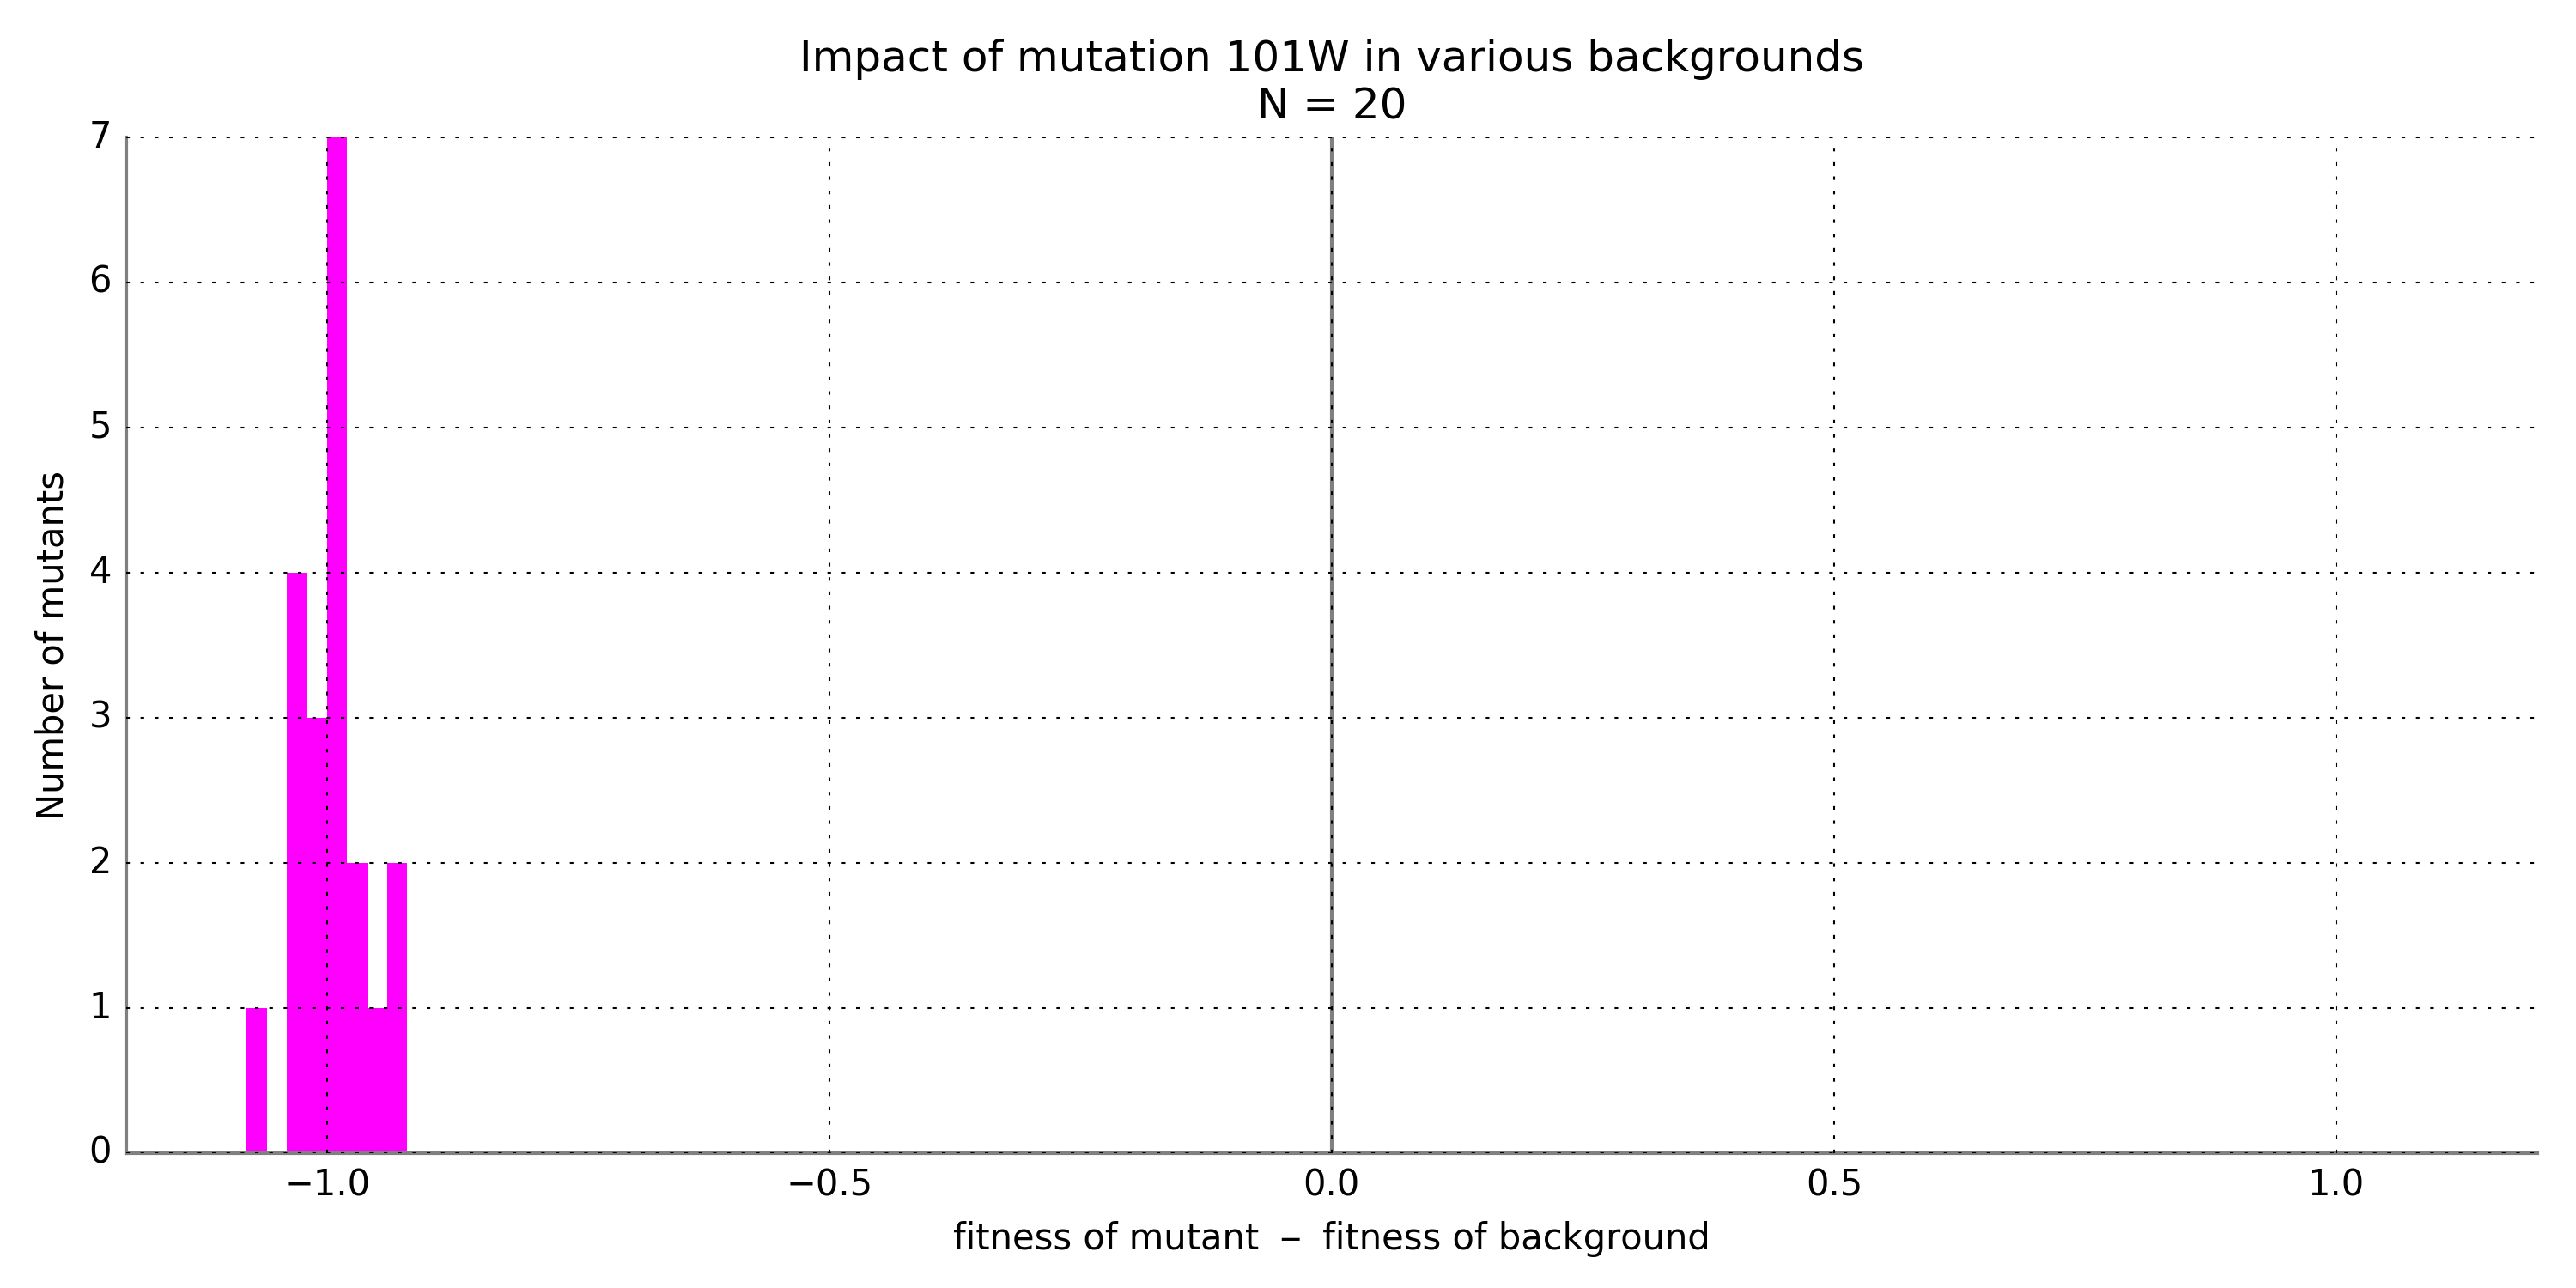 Impact of mutation 101W in various backgrounds
N = 20
7
6
5
4
3
2
1
0
Number of mutants
−1.0 −0.5 0.0 0.5 1.0
fitness of mutant – fitness of background